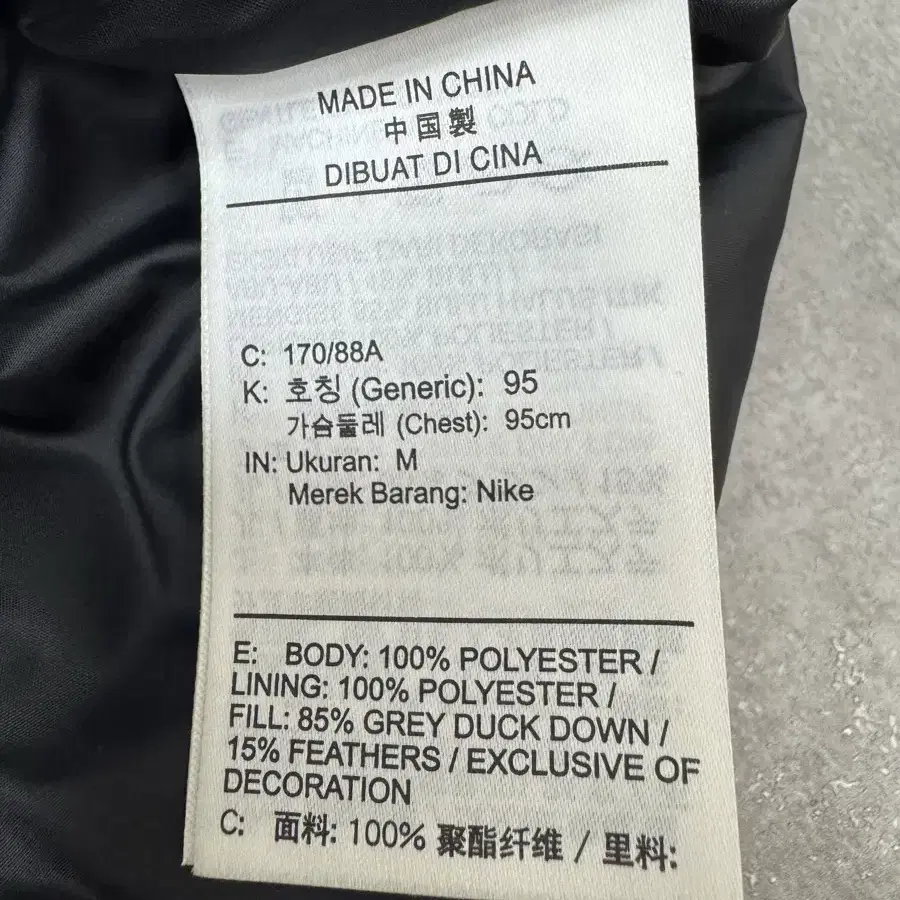 MADE IN CHINA
中国製
DIBUAT DI CINA
C: 170/88A
K: 호칭 (Generic): 95
가슴둘레 (Chest): 95cm
IN: Ukuran: M
Merek Barang: Nike
E: BODY: 100% POLYESTER /
LINING: 100% POLYESTER /
FILL: 85% GREY DUCK DOWN /
15% FEATHERS / EXCLUSIVE OF
DECORATION
C: 面料: 100% 聚酯纤维 / 里料: